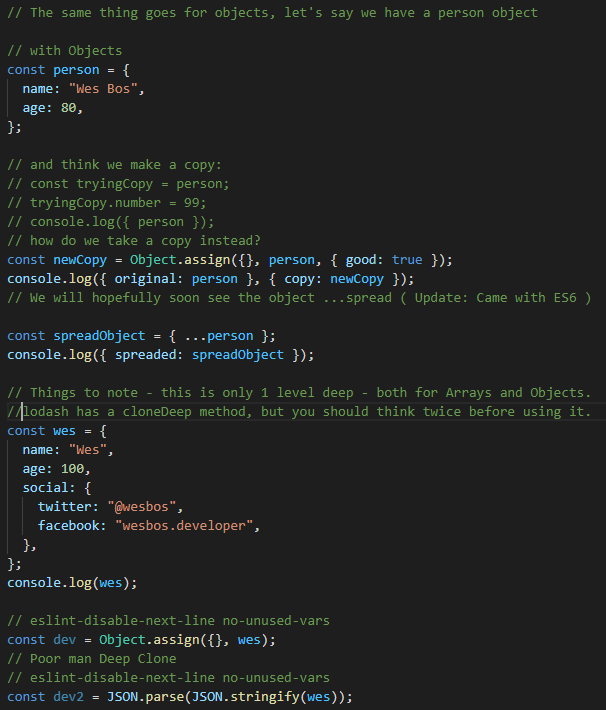 // The same thing goes for objects, let's say we have a person object
// with Objects
const person = {
  name: "Wes Bos",
  age: 80,
};
// and think we make a copy:
// const tryingCopy = person;
// tryingCopy.number = 99;
// console.log({ person });
// how do we take a copy instead?
const newCopy = Object.assign({}, person, { good: true });
console.log({ original: person }, { copy: newCopy });
// We will hopefully soon see the object ...spread ( Update: Came with ES6 )
const spreadObject = { ...person };
console.log({ spreaded: spreadObject });
// Things to note - this is only 1 level deep - both for Arrays and Objects.
//lodash has a cloneDeep method, but you should think twice before using it.
const wes = {
  name: "Wes",
  age: 100,
  social: {
    twitter: "@wesbos",
    facebook: "wesbos.developer",
  },
};
console.log(wes);
// eslint-disable-next-line no-unused-vars
const dev = Object.assign({}, wes);
// Poor man Deep Clone
// eslint-disable-next-line no-unused-vars
const dev2 = JSON.parse(JSON.stringify(wes));